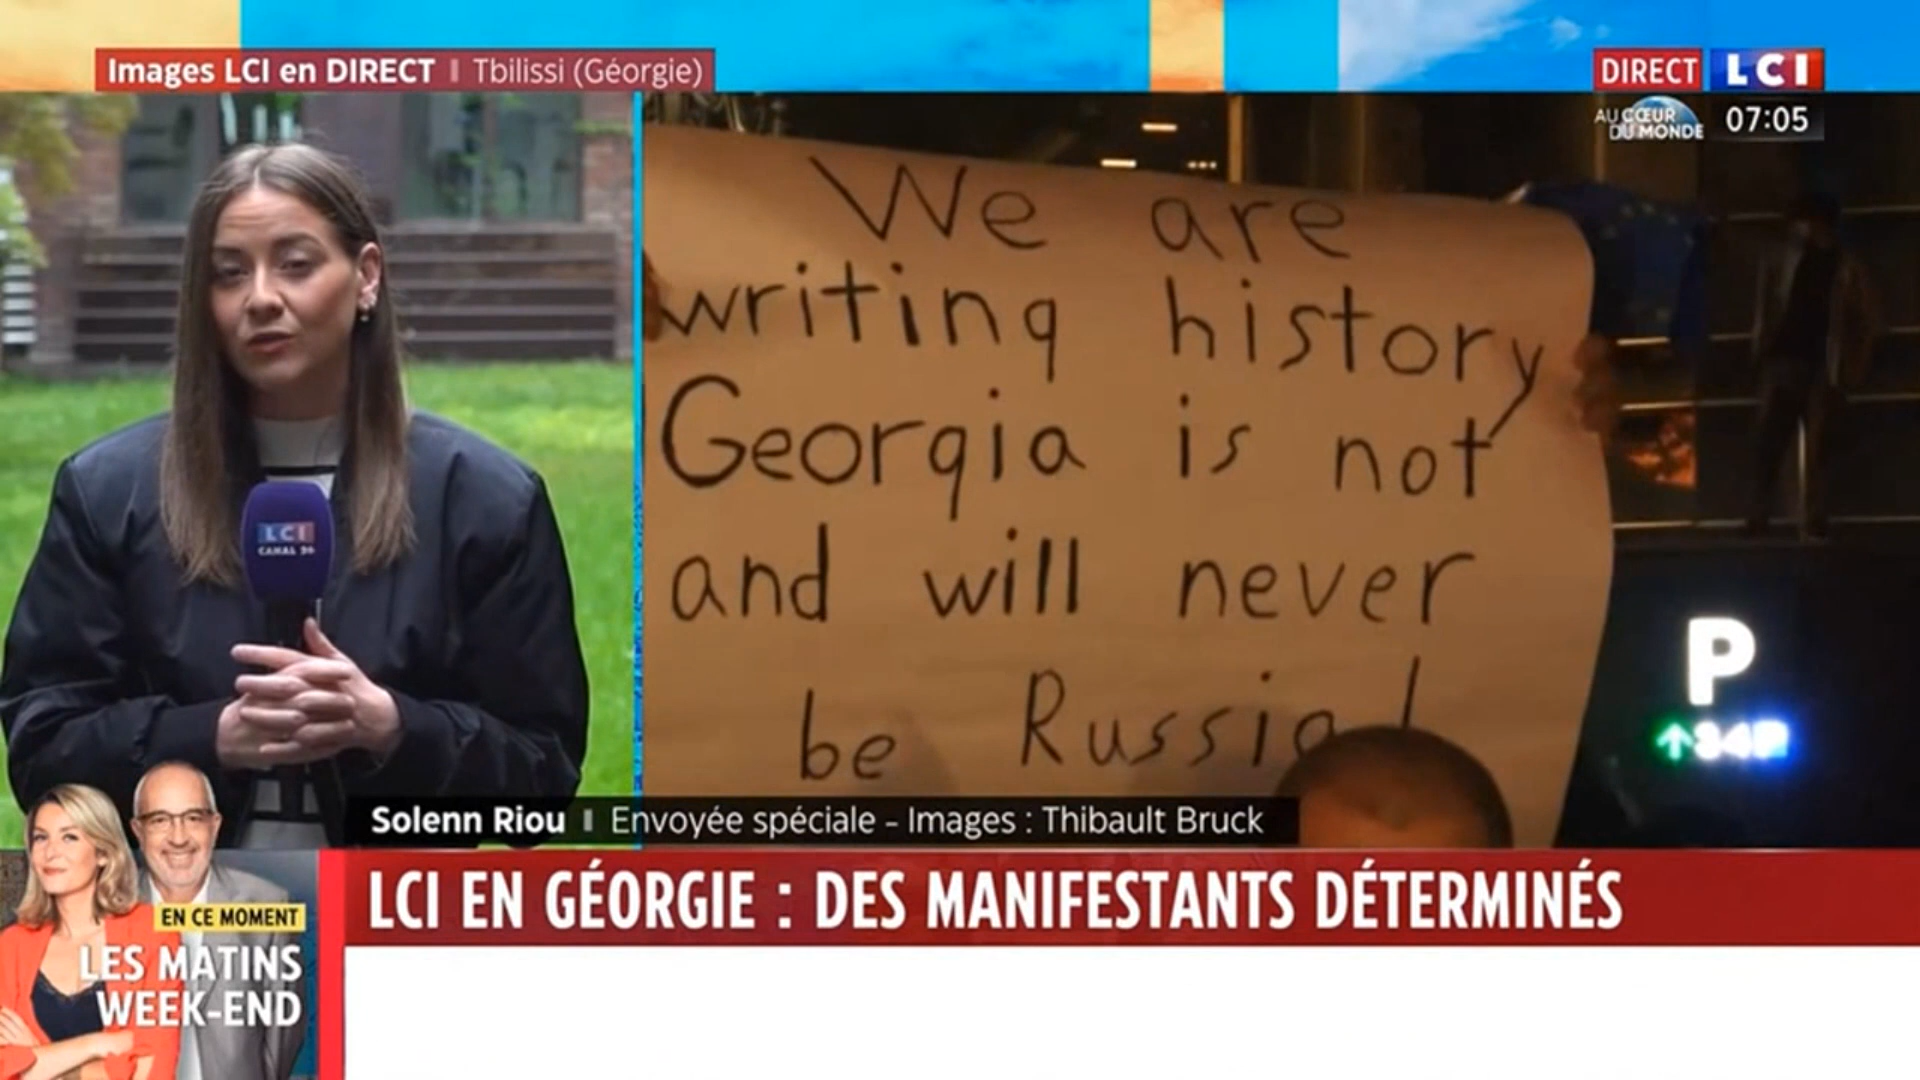 Images LCI en DIRECT | Tbilissi (Géorgie)
DIRECT LCI
AU CŒUR
DU MONDE
07:05
We are
writing history
Georgia is not
and will never
be Russia!
LCI
CANAL 26
P
Solenn Riou | Envoyée spéciale - Images : Thibault Bruck
LCI EN GÉORGIE : DES MANIFESTANTS DÉTERMINÉS
EN CE MOMENT
LES MATINS
WEEK-END